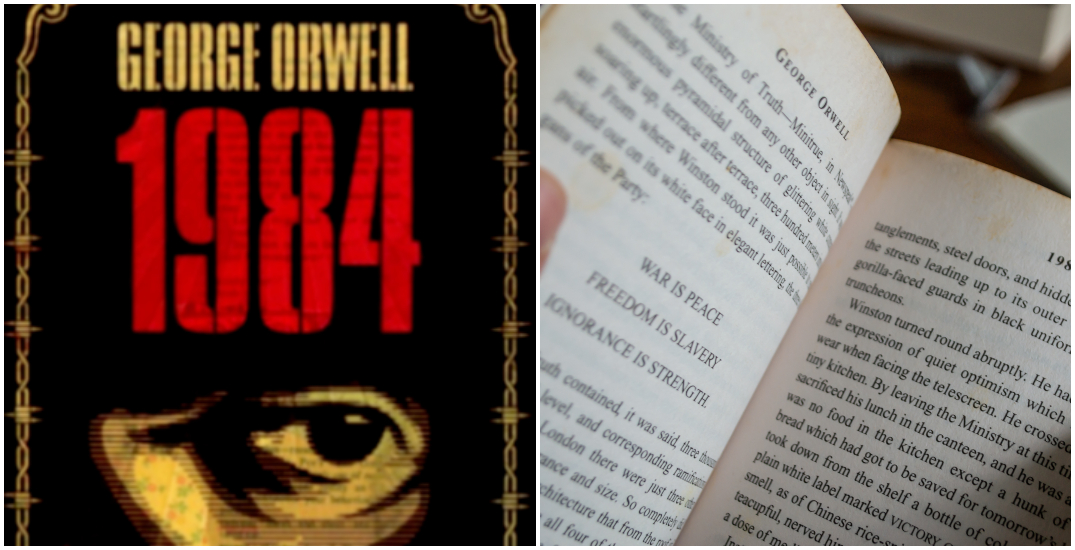 GEORGE ORWELL
1984
GEORGE ORWELL
Ministry of Truth—Minitrue, in
startlingly different from any other object in sight
enormous pyramidal structure of glittering white
soaring up, terrace after terrace, three hundred
air. From where Winston stood it was just possible
picked out on its white face in elegant lettering, the
of the Party:
WAR IS PEACE
FREEDOM IS SLAVERY
IGNORANCE IS STRENGTH.
contained, it was said, three
level, and corresponding
London there were just three
and size. So completely
that from the
all four of the
198
tanglements, steel doors, and
the streets leading up to its outer
gorilla-faced guards in black
truncheons.
Winston turned round abruptly. He had
the expression of quiet optimism which
wear when facing the telescreen. He crossed
tiny kitchen. By leaving the Ministry at this
sacrificed his lunch in the canteen, and he was
was no food in the kitchen except a hunk of
bread which had got to be saved for tomorrow's
took down from the shelf a bottle of
plain white label marked VICTORY
smell, as of Chinese
teacupful, nerved
a dose of